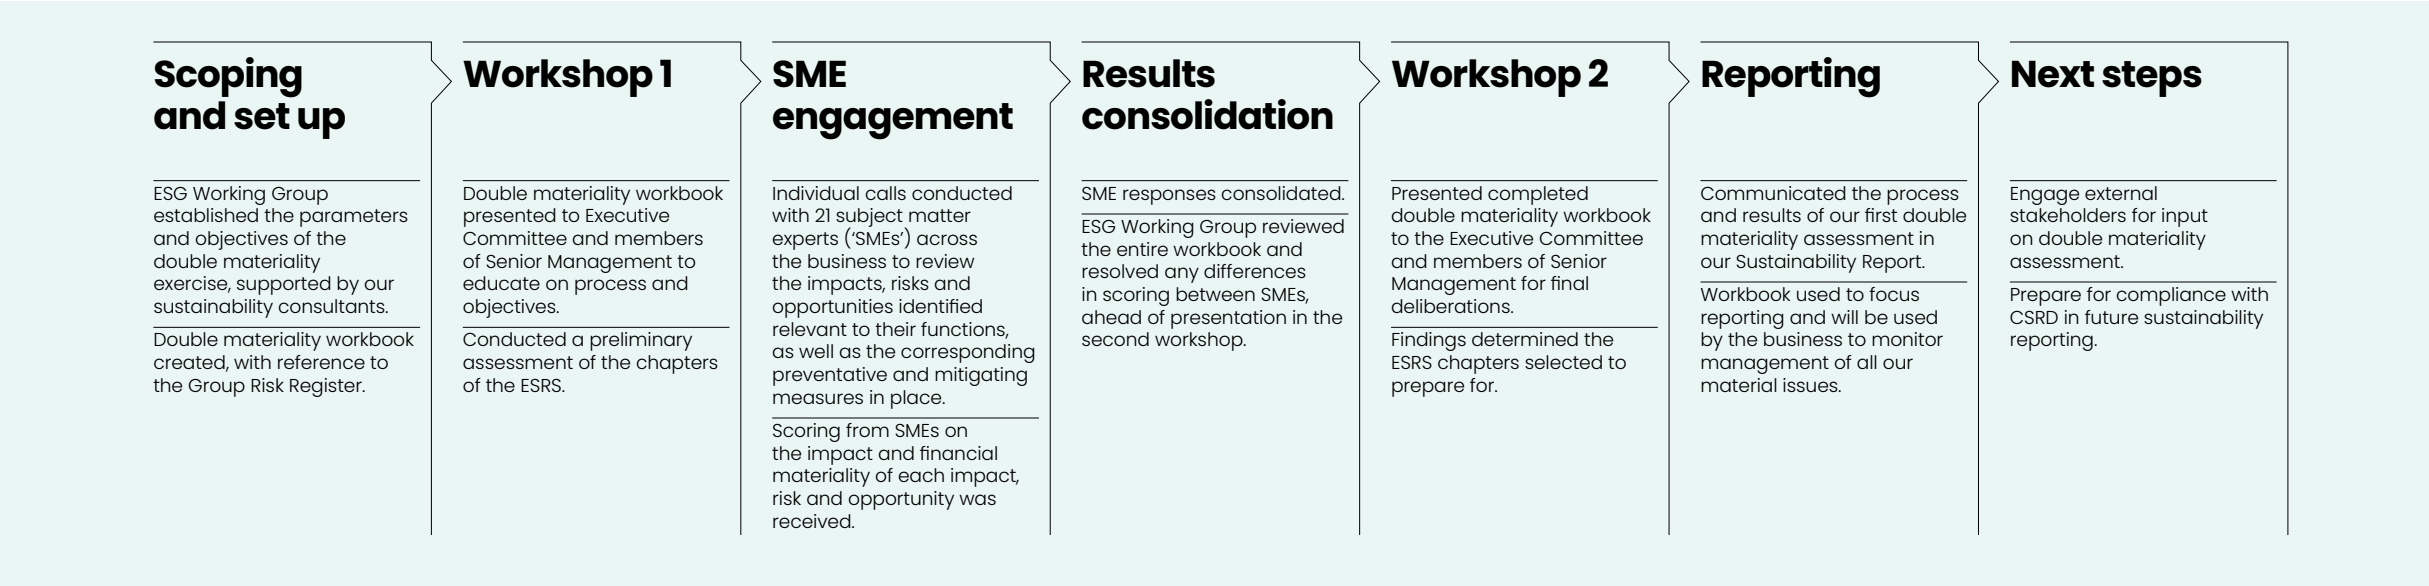 Scoping
and set up
ESG Working Group
established the parameters
and objectives of the
double materiality
exercise, supported by our
sustainability consultants.
Double materiality workbook
created, with reference to
the Group Risk Register.
Workshop 1
Double materiality workbook
presented to Executive
Committee and members
of Senior Management to
educate on process and
objectives.
Conducted a preliminary
assessment of the chapters
of the ESRS.
SME
engagement
Individual calls conducted
with 21 subject matter
experts (‘SMEs’) across
the business to review
the impacts, risks and
opportunities identified
relevant to their functions,
as well as the corresponding
preventative and mitigating
measures in place.
Scoring from SMEs on
the impact and financial
materiality of each impact,
risk and opportunity was
received.
Results
consolidation
SME responses consolidated.
ESG Working Group reviewed
the entire workbook and
resolved any differences
in scoring between SMEs,
ahead of presentation in the
second workshop.
Workshop 2
Presented completed
double materiality workbook
to the Executive Committee
and members of Senior
Management for final
deliberations.
Findings determined the
ESRS chapters selected to
prepare for.
Reporting
Communicated the process
and results of our first double
materiality assessment in
our Sustainability Report.
Workbook used to focus
reporting and will be used
by the business to monitor
management of all our
material issues.
Next steps
Engage external
stakeholders for input
on double materiality
assessment.
Prepare for compliance with
CSRD in future sustainability
reporting.